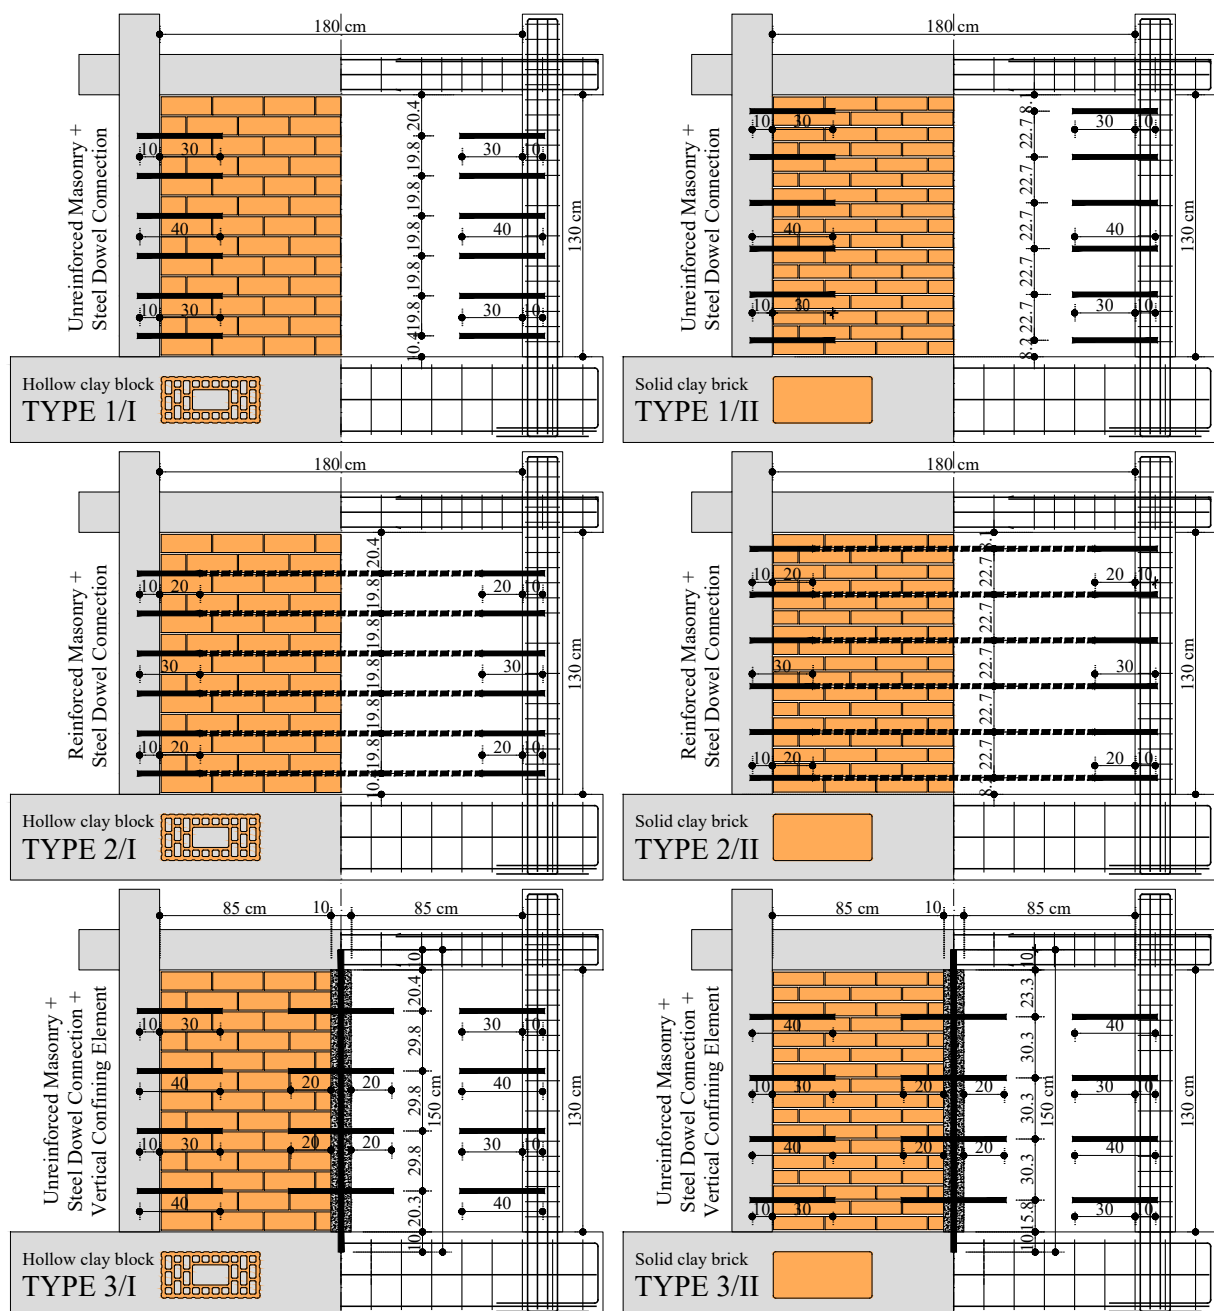 180 cm
20.4
19.8
19.8
19.8
19.8
19.8
10.4
10
30
30
10
40
40
10
30
30
10
130 cm
Unreinforced Masonry +
Steel Dowel Connection
Hollow clay block
TYPE 1/I
180 cm
8.1
22.7
22.7
22.7
22.7
22.7
8.2
10
30
30
10
40
40
10
30
30
10
130 cm
Unreinforced Masonry +
Steel Dowel Connection
Solid clay brick
TYPE 1/II
180 cm
20.4
19.8
19.8
19.8
19.8
19.8
10.4
10
20
20
10
30
30
10
20
20
10
130 cm
Reinforced Masonry +
Steel Dowel Connection
Hollow clay block
TYPE 2/I
180 cm
8.1
22.7
22.7
22.7
22.7
22.7
8.2
10
20
20
10
30
30
10
20
20
10
130 cm
Reinforced Masonry +
Steel Dowel Connection
Solid clay brick
TYPE 2/II
85 cm
10
85 cm
10
20.4
29.8
29.8
29.8
20.3
10
150 cm
10
30
30
10
40
20
20
40
10
30
20
20
30
10
40
40
130 cm
Unreinforced Masonry +
Steel Dowel Connection +
Vertical Confining Element
Hollow clay block
TYPE 3/I
85 cm
10
85 cm
10
23.3
30.3
30.3
30.3
15.8
10
150 cm
40
40
10
30
20
20
30
10
40
20
20
40
10
30
30
10
130 cm
Unreinforced Masonry +
Steel Dowel Connection +
Vertical Confining Element
Solid clay brick
TYPE 3/II